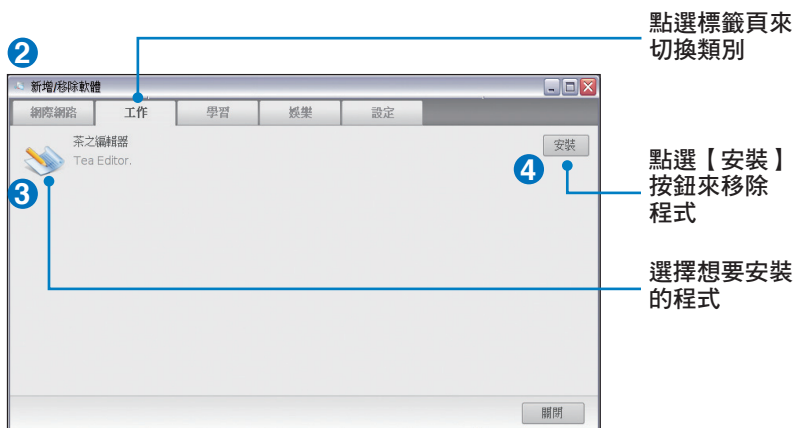 點選標籤頁來
切換類別
2
新增/移除軟體
網際網路 工作 學習 娛樂 設定
茶之編輯器
Tea Editor.
安裝
3
4
點選【安裝】
按鈕來移除
程式
選擇想要安裝
的程式
關閉